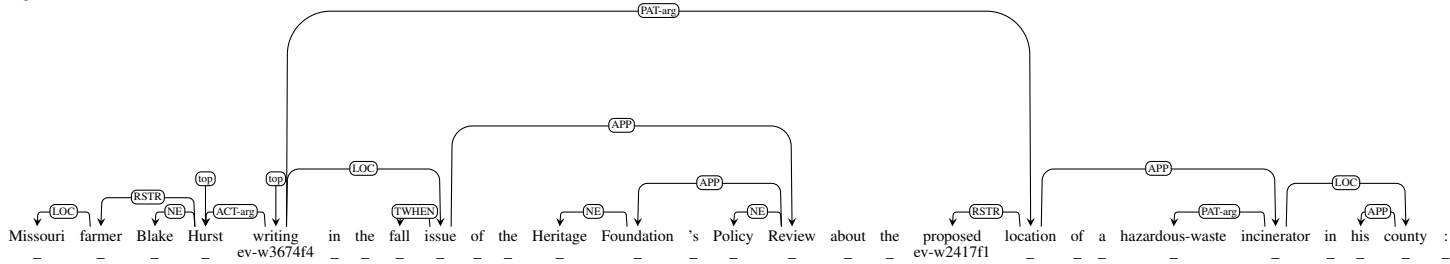 PAT-arg
APP
LOC APP
top top
RSTR APP LOC
LOC NE ACT-arg TWHEN NE NE RSTR PAT-arg APP
Missouri farmer Blake Hurst writing in the fall issue of the Heritage Foundation 's Policy Review about the proposed location of a hazardous-waste incinerator in his county :
_ _ _ _ ev-w3674f4 _ _ _ _ _ _ _ _ _ _ _ _ _ _ ev-w2417f1 _ _ _ _ _ _ _ _ _